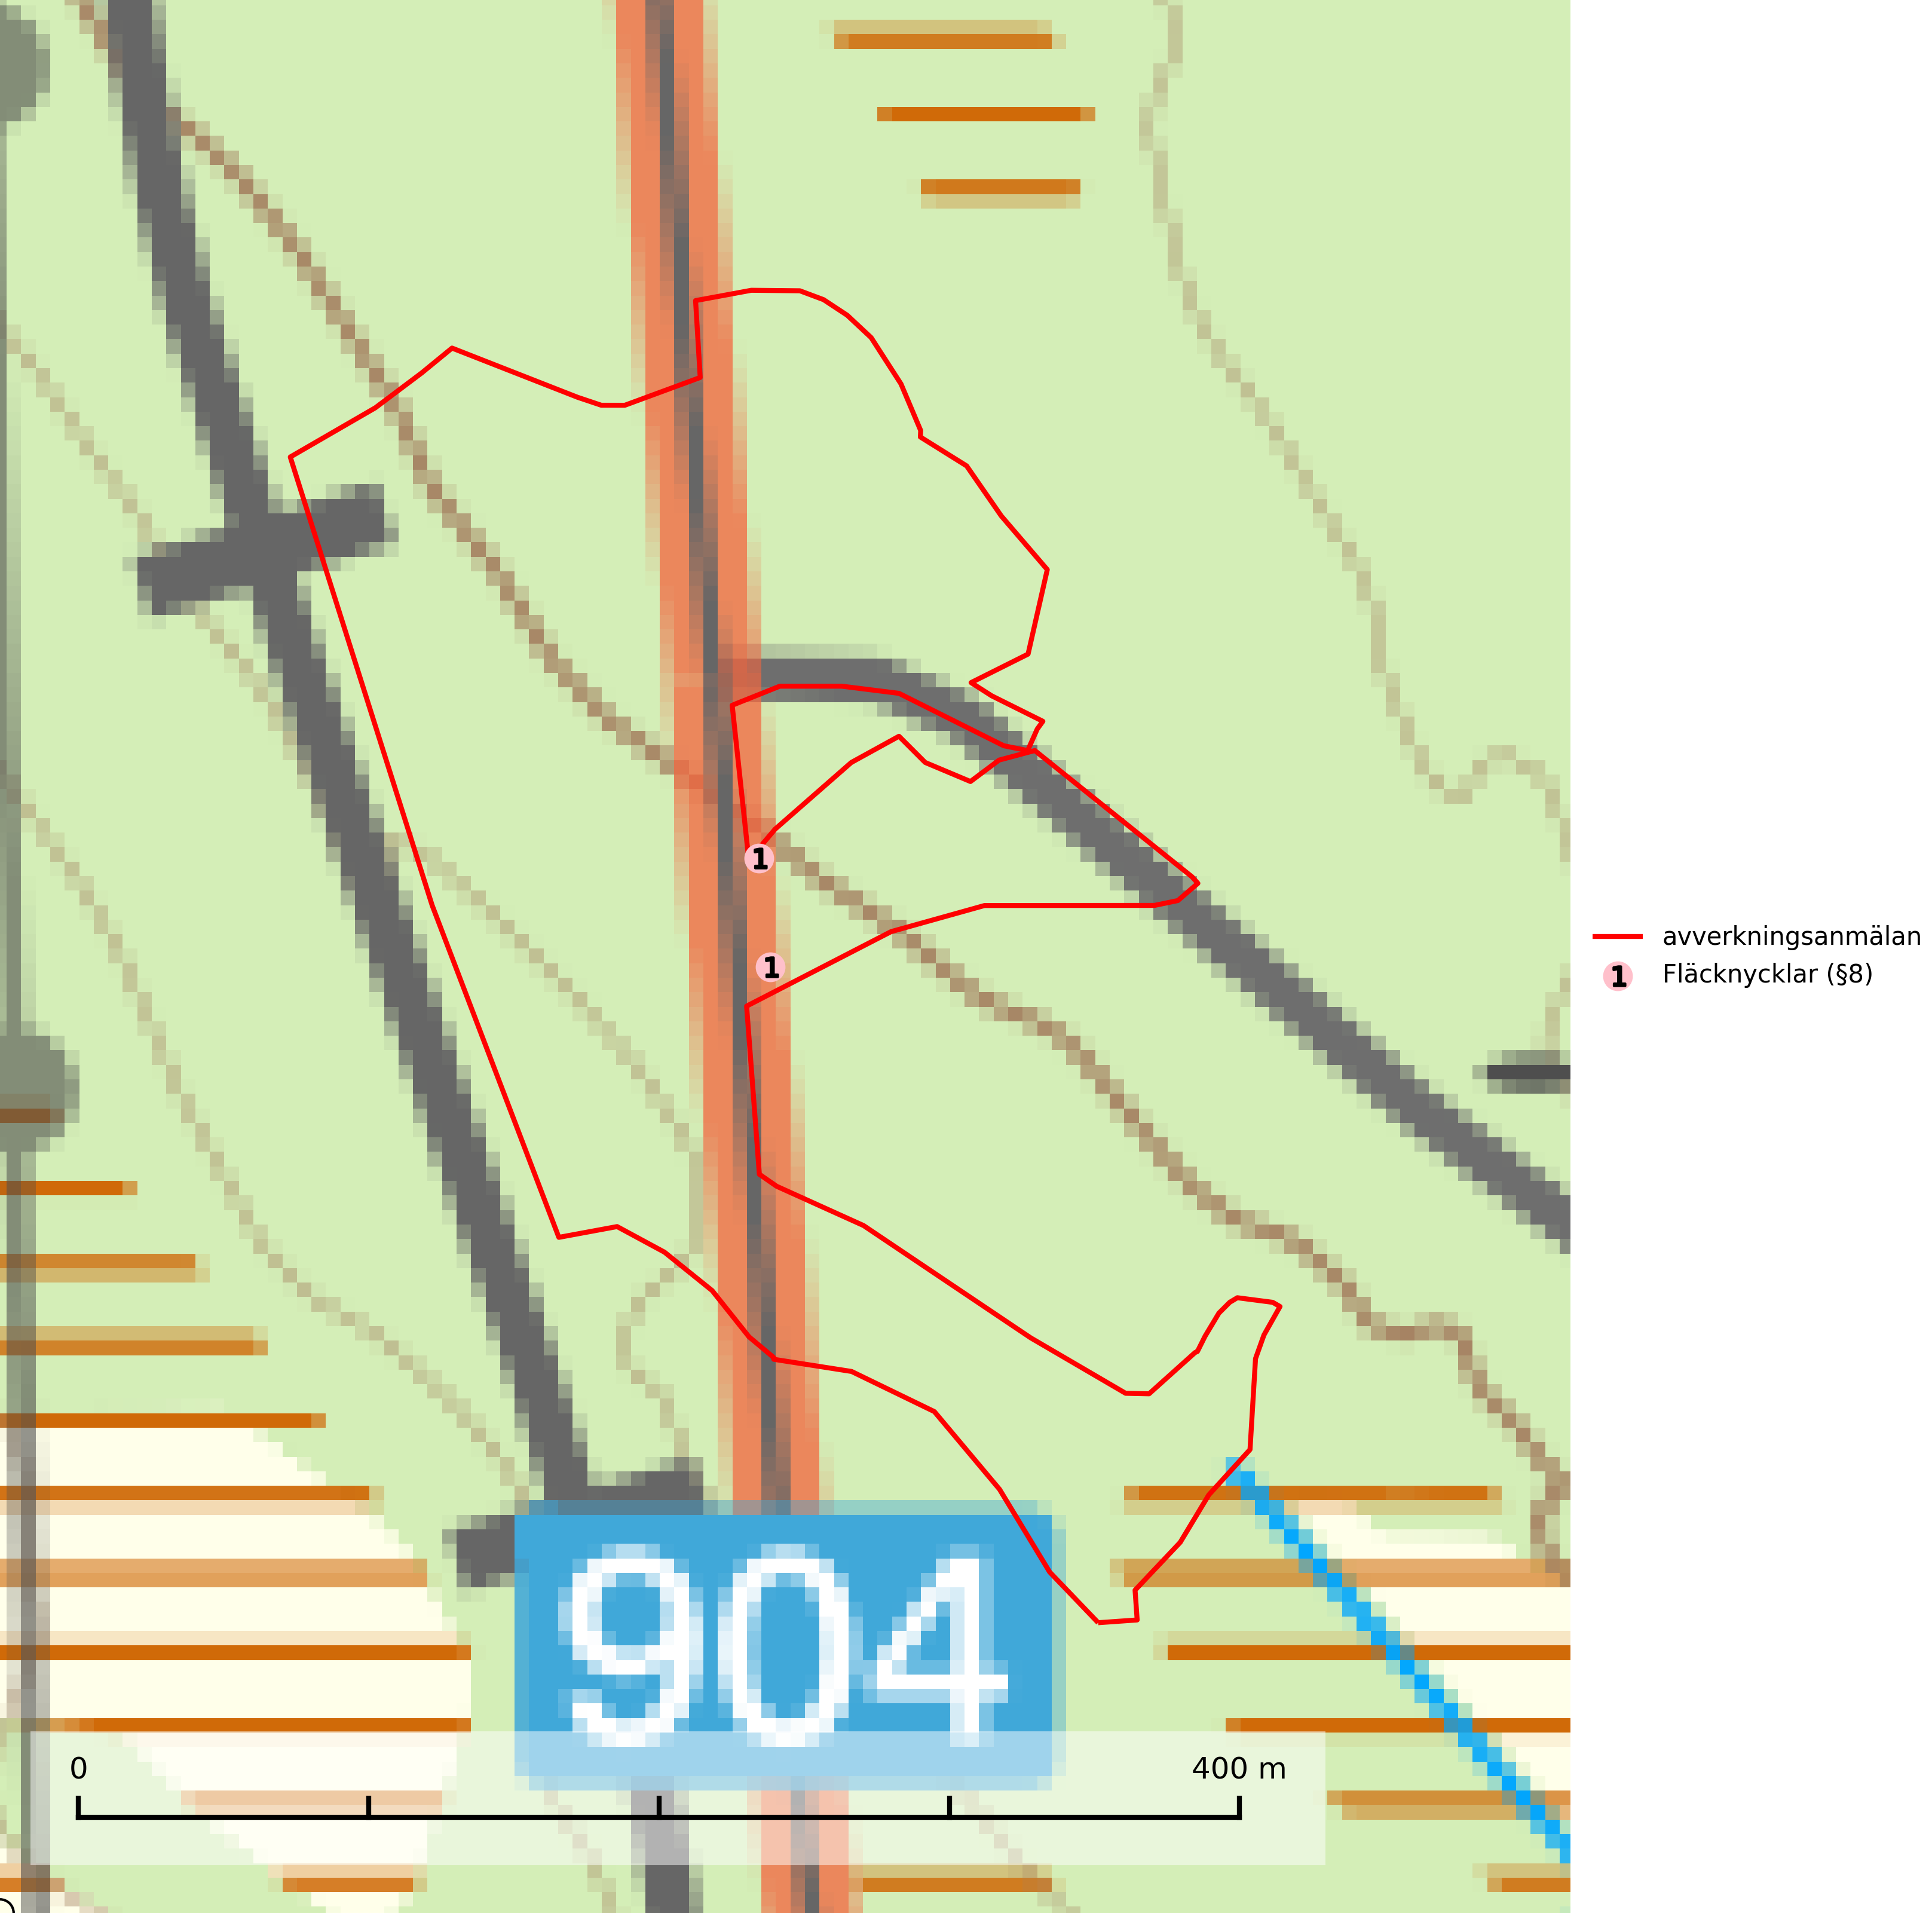 1
1
avverkningsanmälan
1 Fläcknycklar (§8)
904
0 400 m